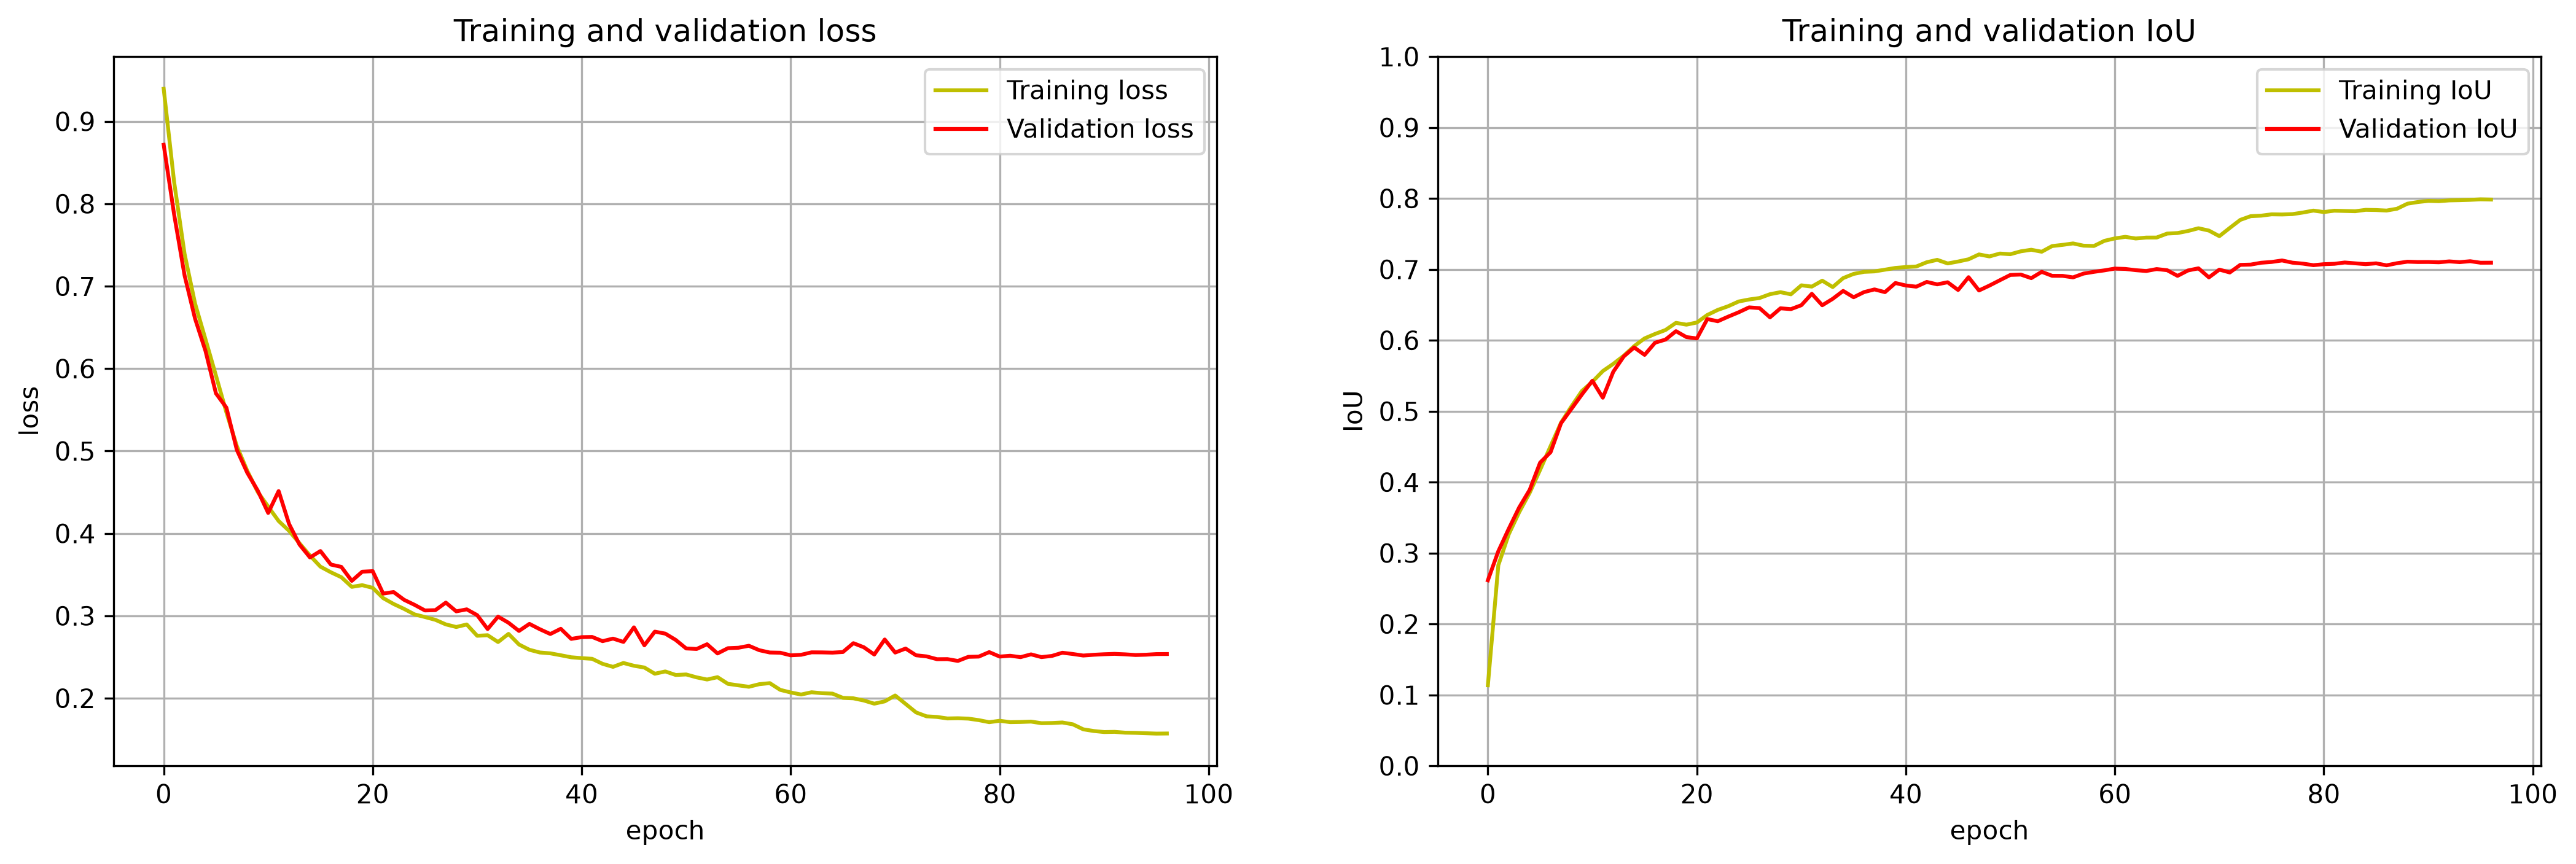 Training and validation loss
Training loss
Validation loss
0.9
0.8
0.7
0.6
0.5
0.4
0.3
0.2
loss
0 20 40 60 80 100
epoch
Training and validation IoU
Training IoU
Validation IoU
1.0
0.9
0.8
0.7
0.6
0.5
0.4
0.3
0.2
0.1
0.0
IoU
0 20 40 60 80 100
epoch